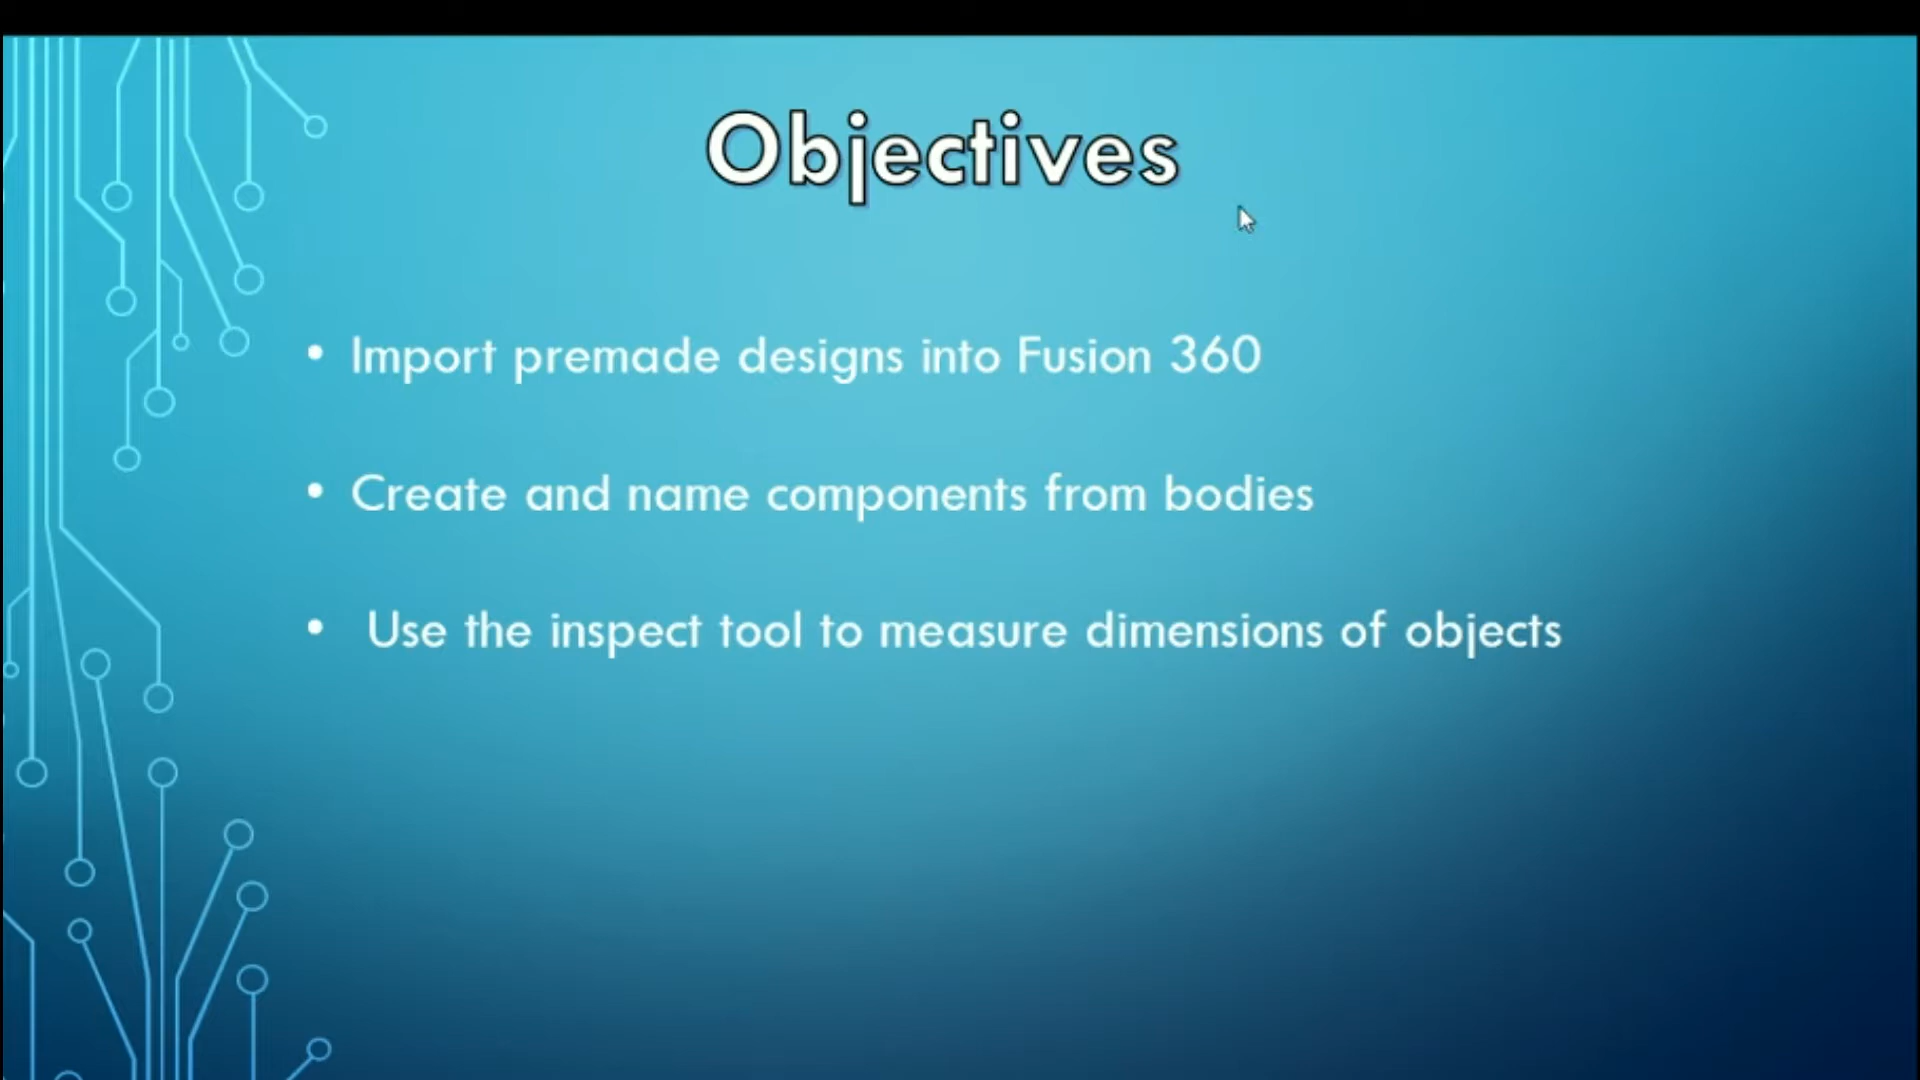 Objectives
• Import premade designs into Fusion 360
• Create and name components from bodies
• Use the inspect tool to measure dimensions of objects